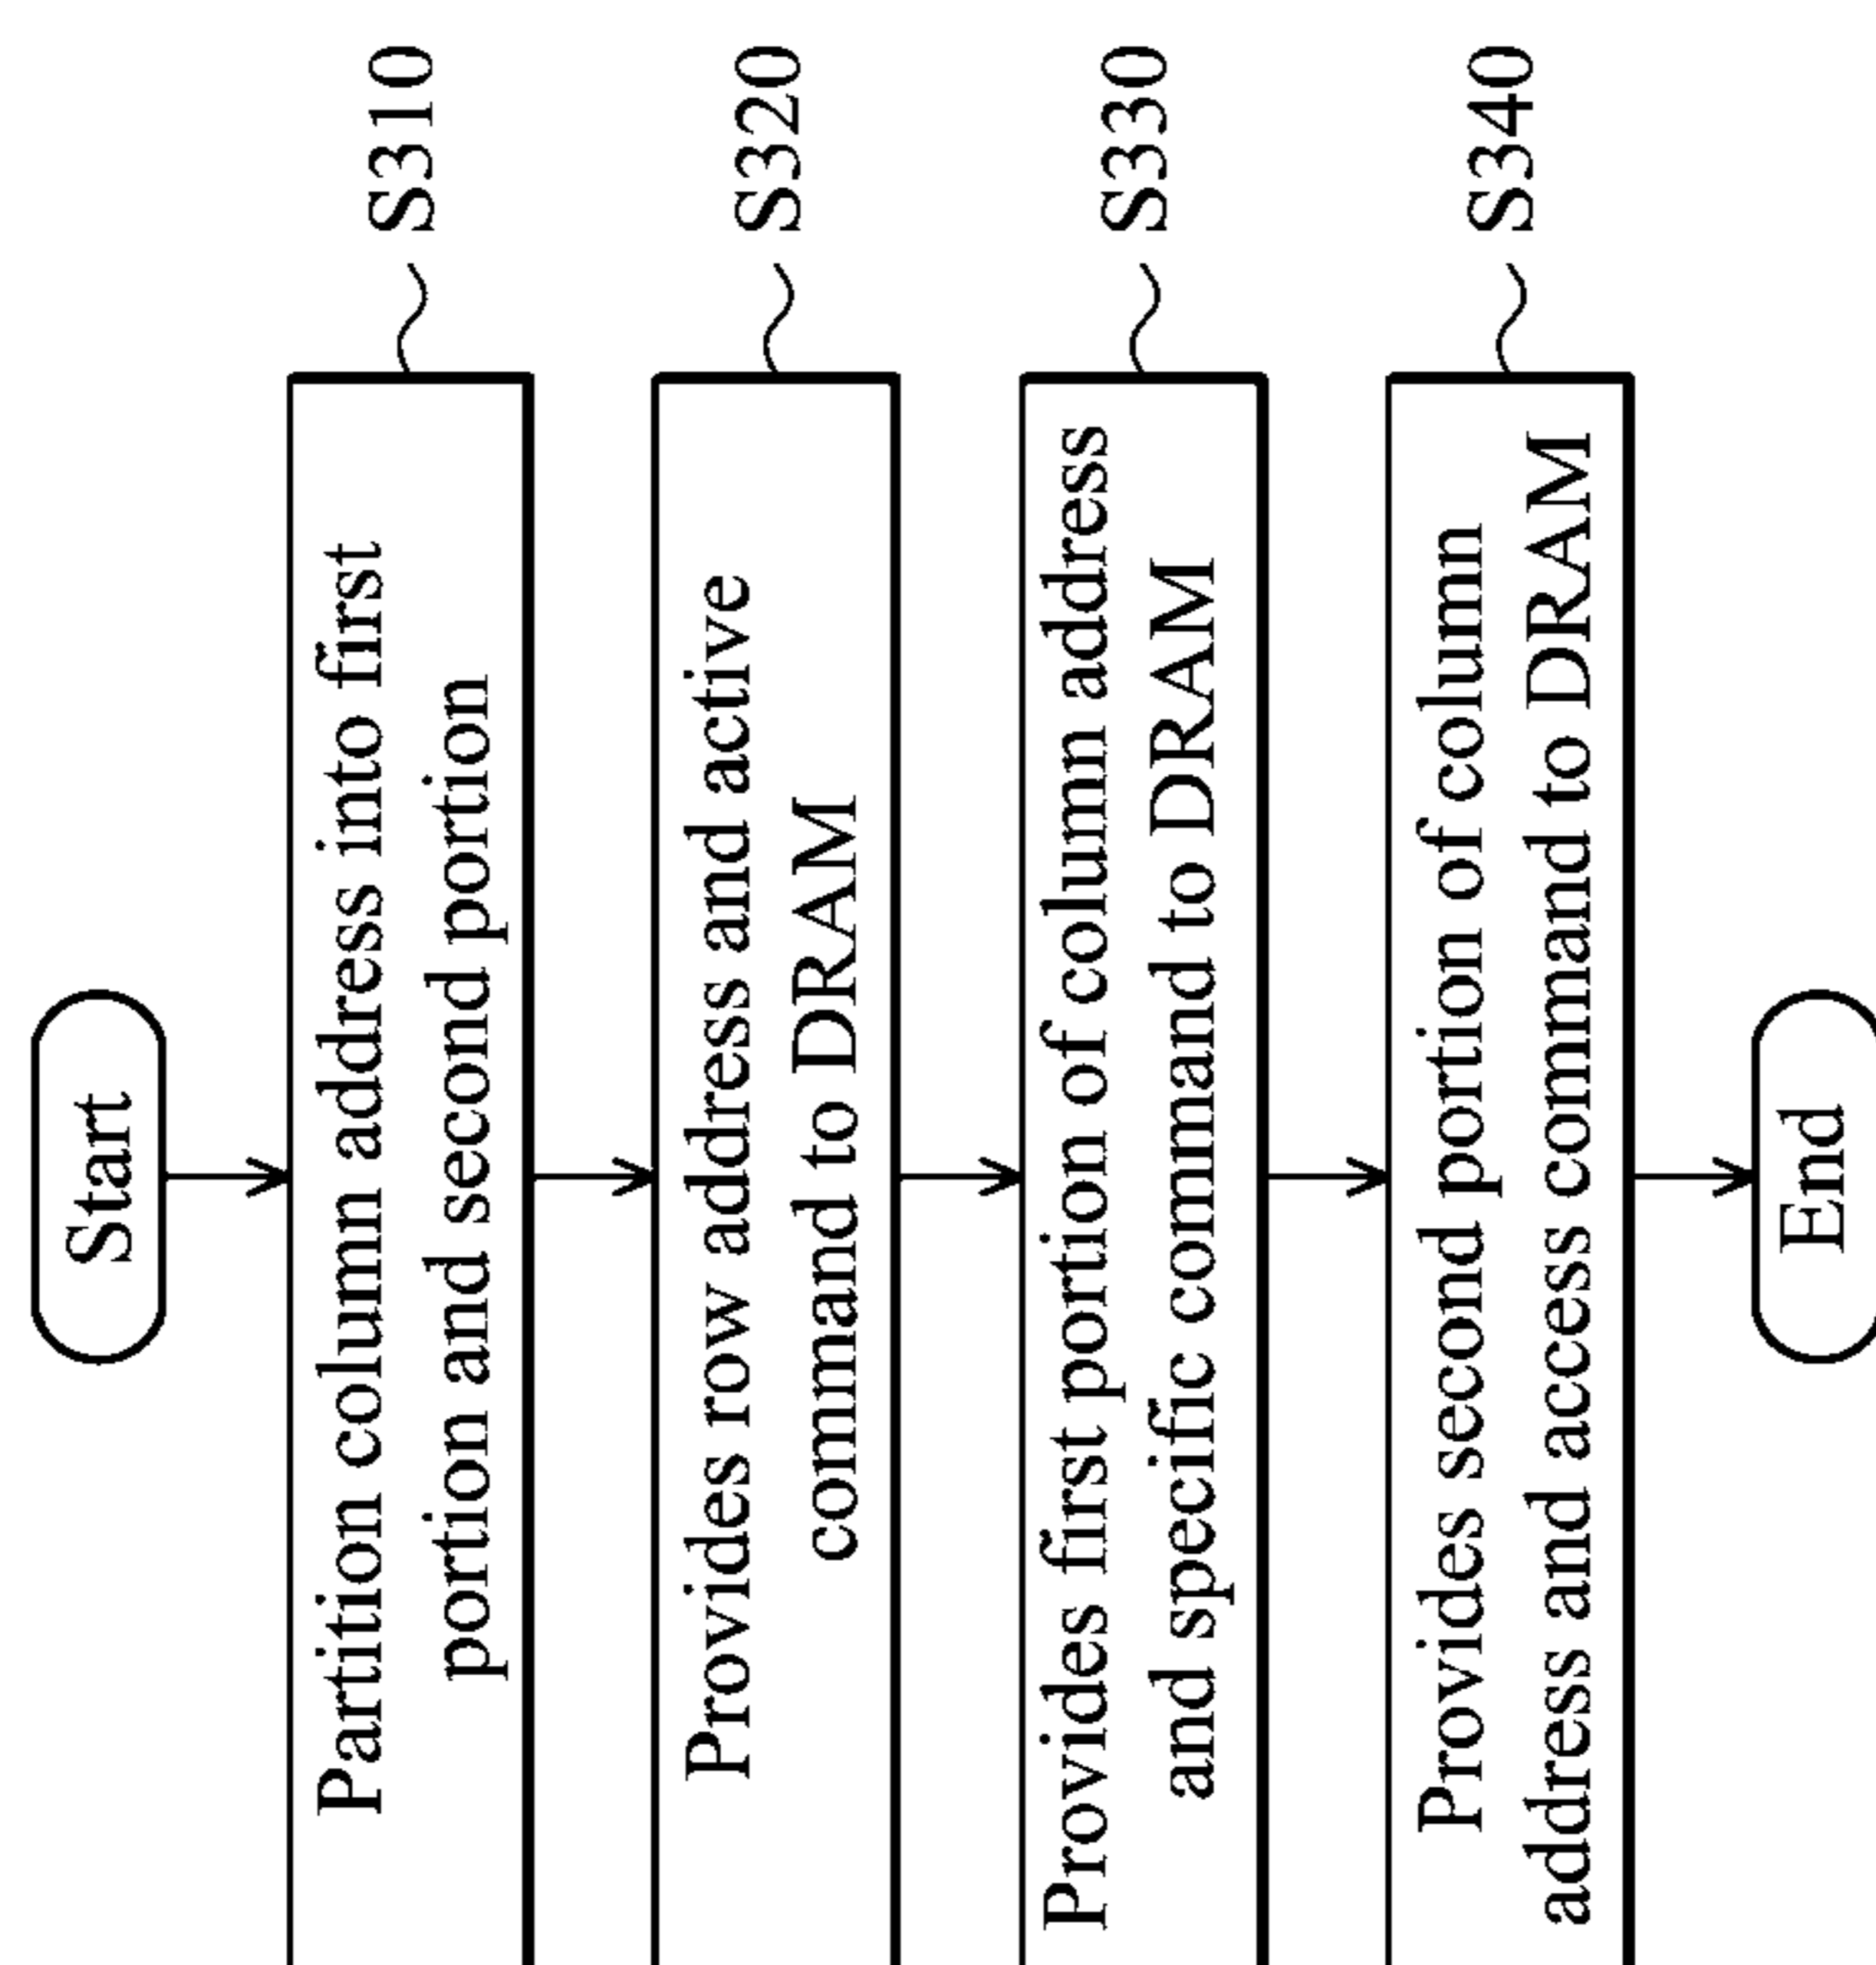 Start
Partition column address into first
portion and second portion
S310
Provides row address and active
command to DRAM
S320
Provides first portion of column address
and specific command to DRAM
S330
Provides second portion of column
address and access command to DRAM
S340
End